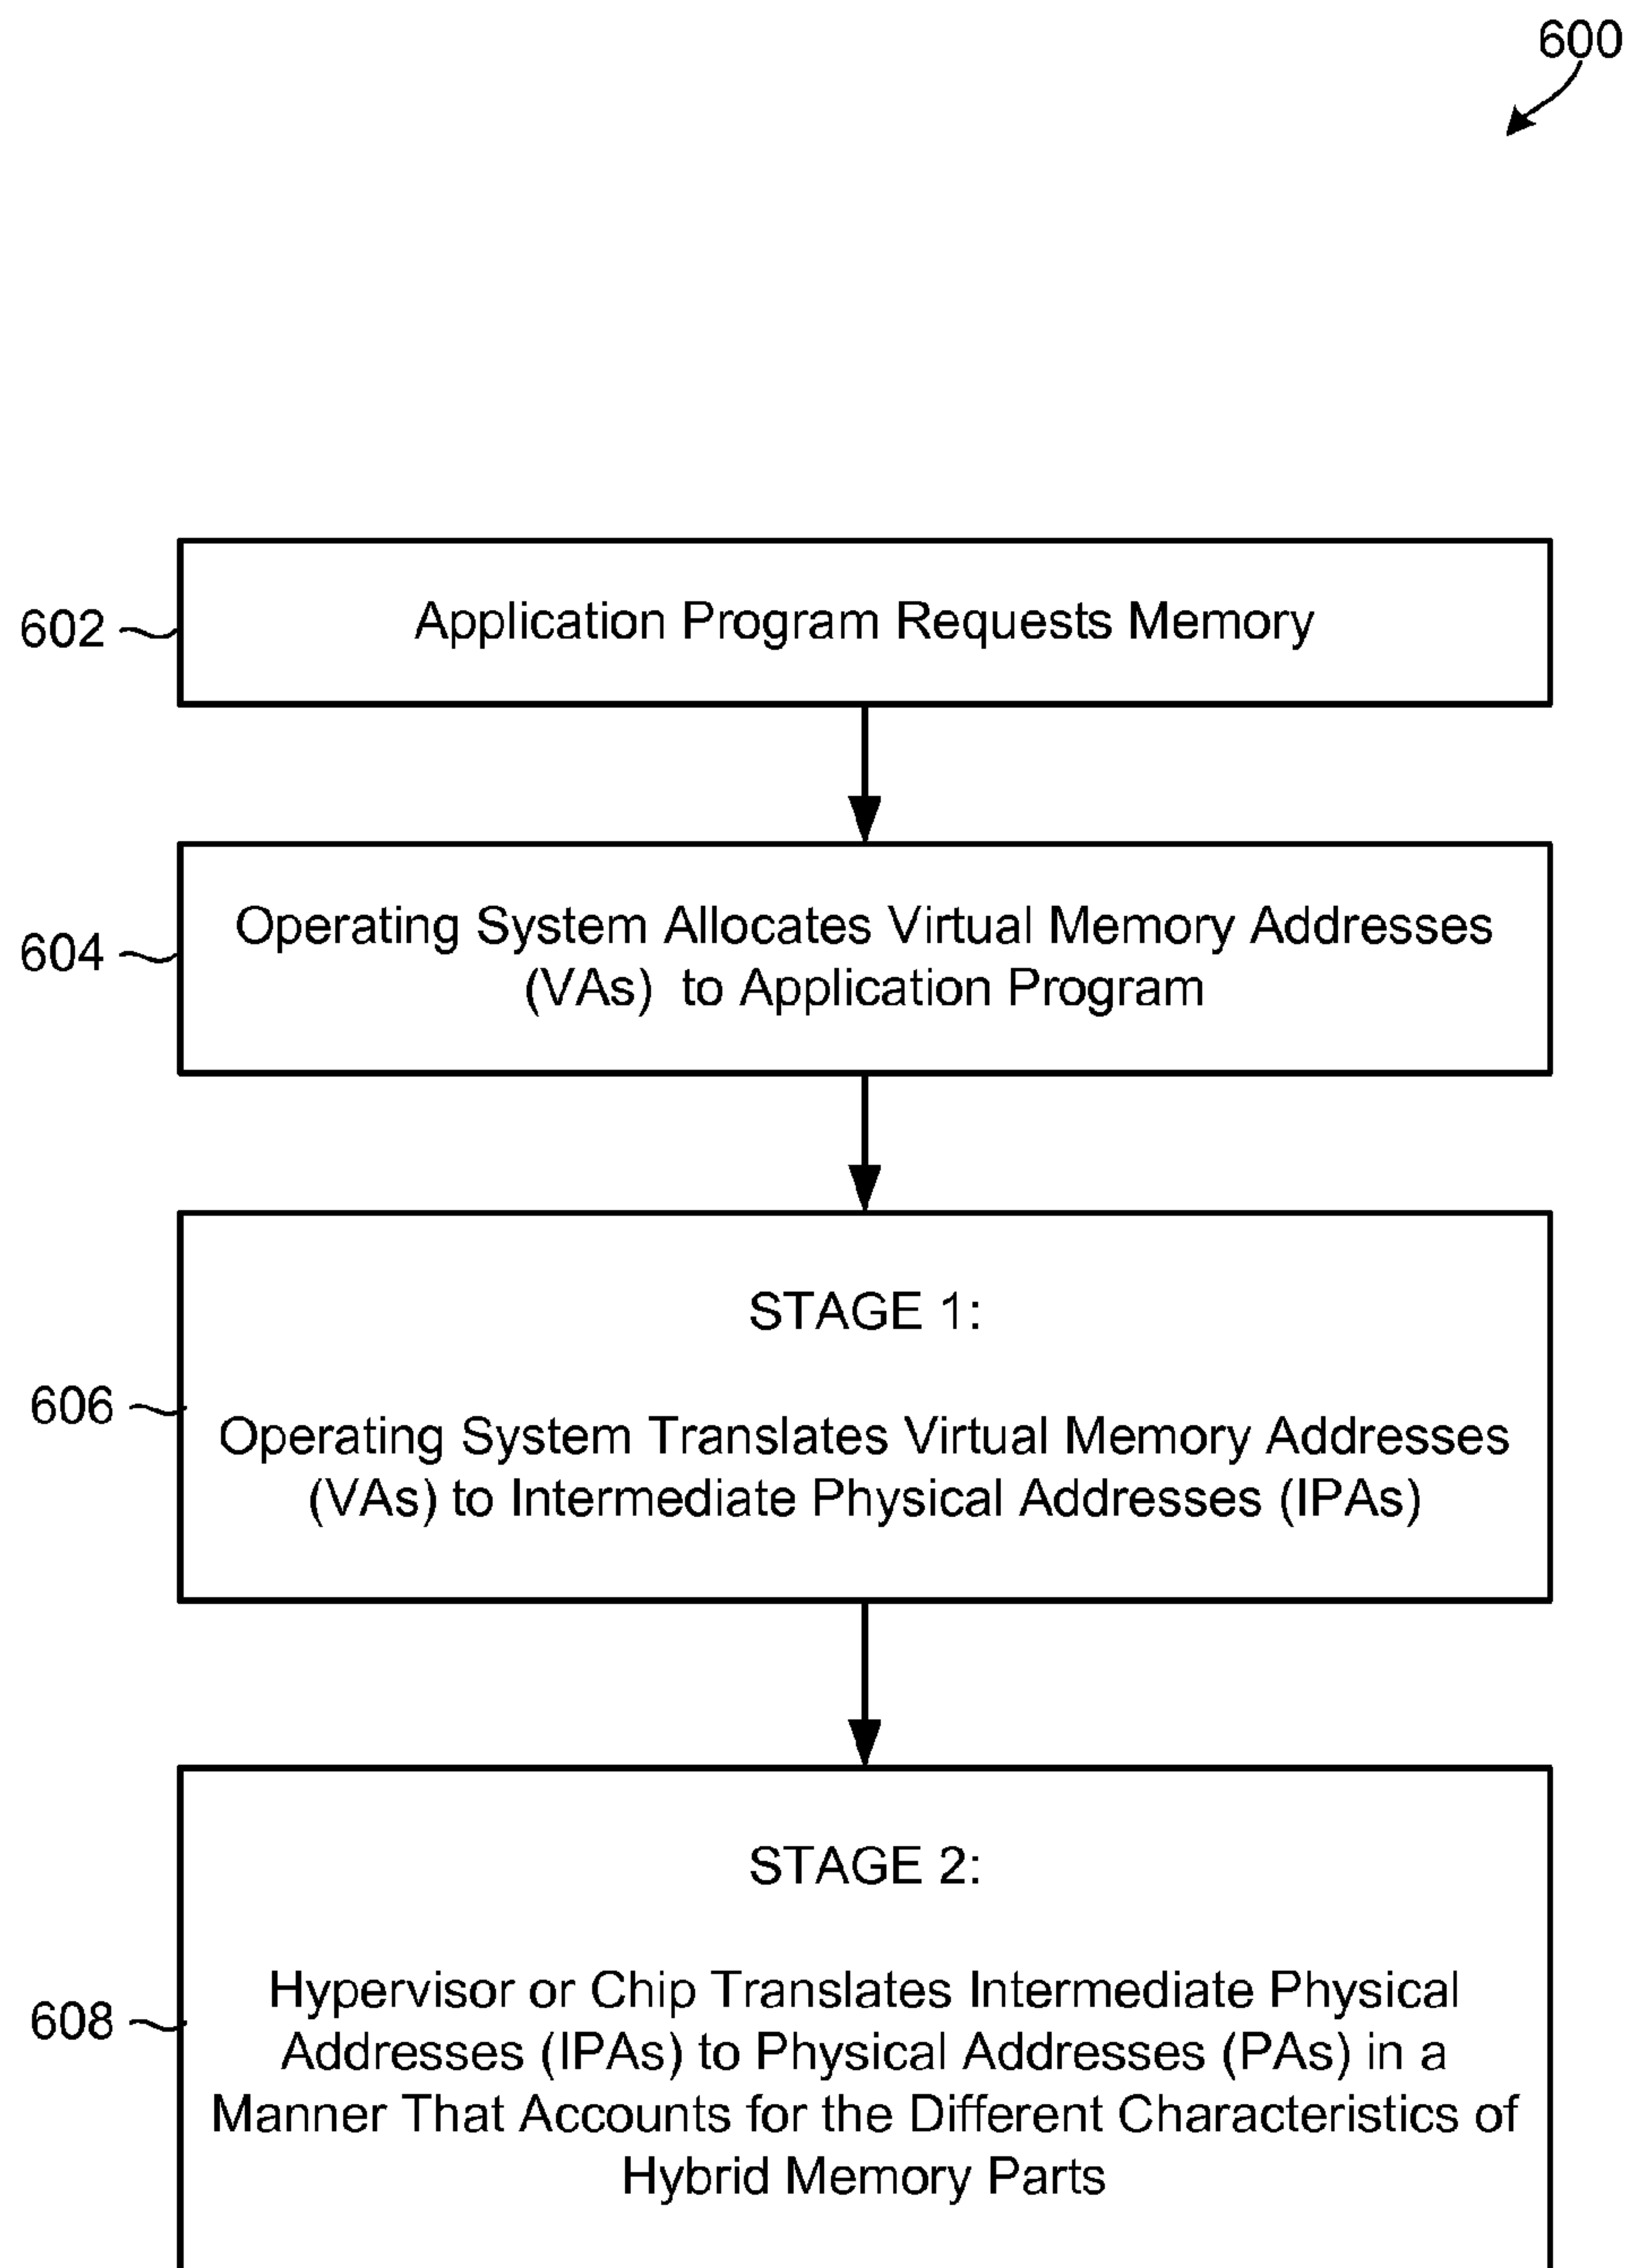 600
602
Application Program Requests Memory
604
Operating System Allocates Virtual Memory Addresses
(VAs) to Application Program
STAGE 1:
606
Operating System Translates Virtual Memory Addresses
(VAs) to Intermediate Physical Addresses (IPAs)
STAGE 2:
608
Hypervisor or Chip Translates Intermediate Physical
Addresses (IPAs) to Physical Addresses (PAs) in a
Manner That Accounts for the Different Characteristics of
Hybrid Memory Parts